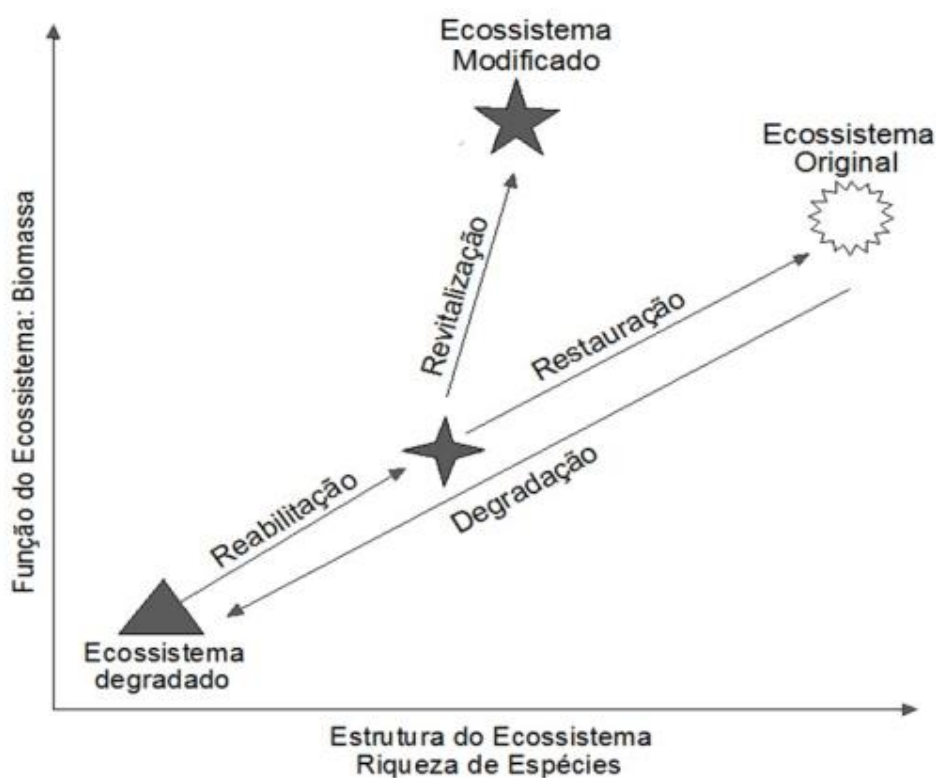 Ecossistema
Modificado
Ecossistema
Original
Função do Ecossistema: Biomassa
Revitalização
Restauração
Reabilitação
Degradação
Ecossistema
degradado
Estrutura do Ecossistema
Riqueza de Espécies